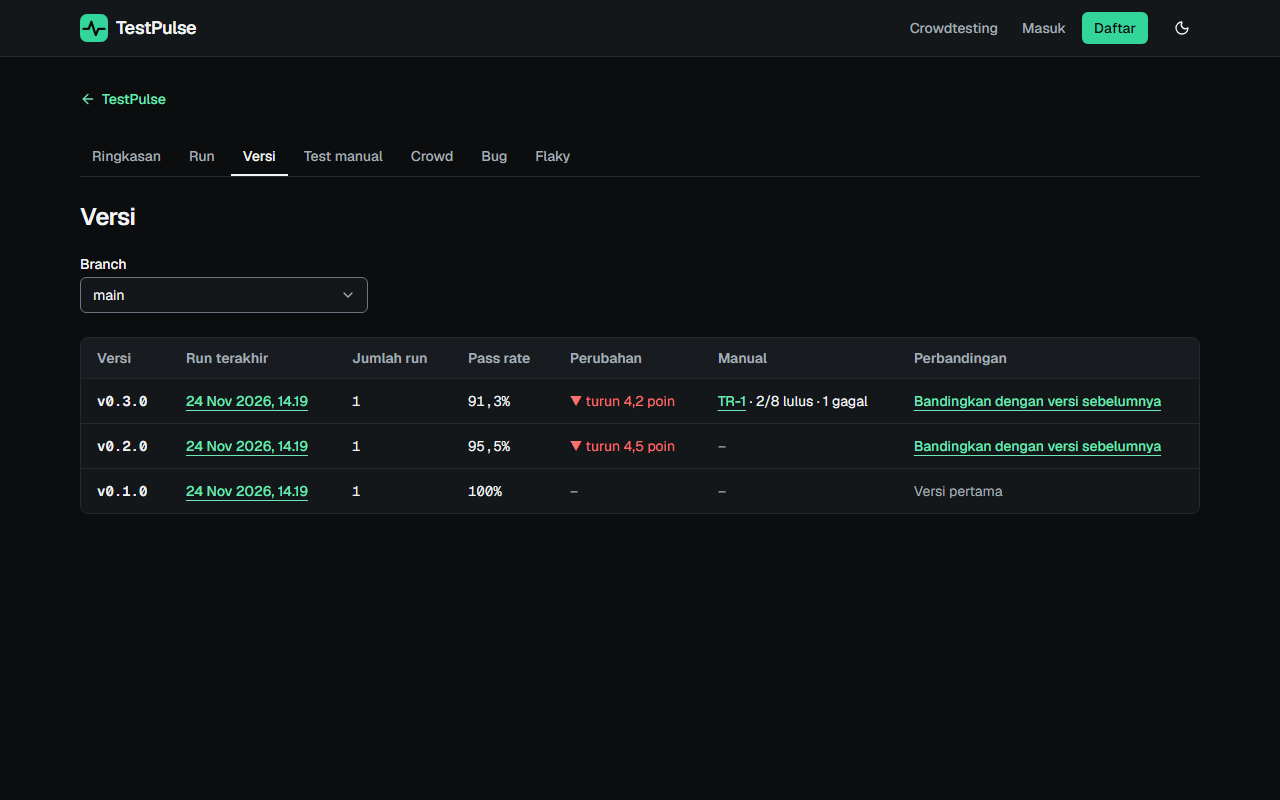 TestPulse Crowdtesting Masuk Daftar
← TestPulse
Ringkasan Run Versi Test manual Crowd Bug Flaky
Versi
Branch
main
Versi Run terakhir Jumlah run Pass rate Perubahan Manual Perbandingan
v0.3.0 24 Nov 2026, 14.19 1 91,3% ▼ turun 4,2 poin TR-1 · 2/8 lulus · 1 gagal Bandingkan dengan versi sebelumnya
v0.2.0 24 Nov 2026, 14.19 1 95,5% ▼ turun 4,5 poin – Bandingkan dengan versi sebelumnya
v0.1.0 24 Nov 2026, 14.19 1 100% – – Versi pertama